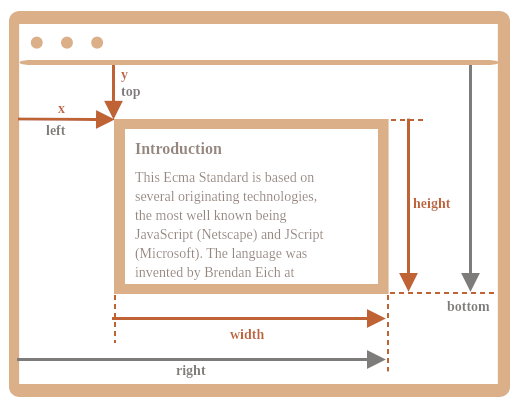 y
top
x
left
Introduction
This Ecma Standard is based on
several originating technologies,
the most well known being
JavaScript (Netscape) and JScript
(Microsoft). The language was
invented by Brendan Eich at
height
bottom
width
right